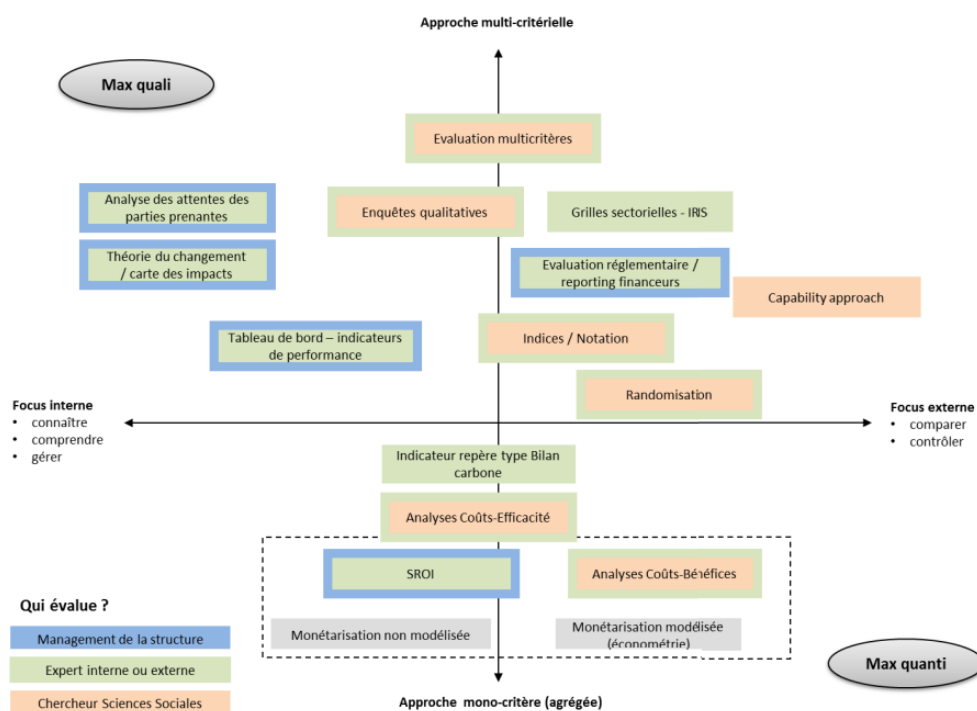 Approche multi-critérielle
Max quali
Evaluation multicritères
Analyse des attentes des
parties prenantes
Enquêtes qualitatives
Grilles sectorielles - IRIS
Théorie du changement
/ carte des impacts
Evaluation réglementaire /
reporting financeurs
Capability approach
Tableau de bord – indicateurs
de performance
Indices / Notation
Randomisation
Focus interne
• connaître
• comprendre
• gérer
Focus externe
• comparer
• contrôler
Indicateur repère type Bilan
carbone
Analyses Coûts-Efficacité
SROI
Analyses Coûts-Bénéfices
Qui évalue ?
Management de la structure
Monétarisation non modélisée
Monétarisation modélisée
(économétrie)
Expert interne ou externe
Max quanti
Chercheur Sciences Sociales
Approche mono-critère (agrégée)